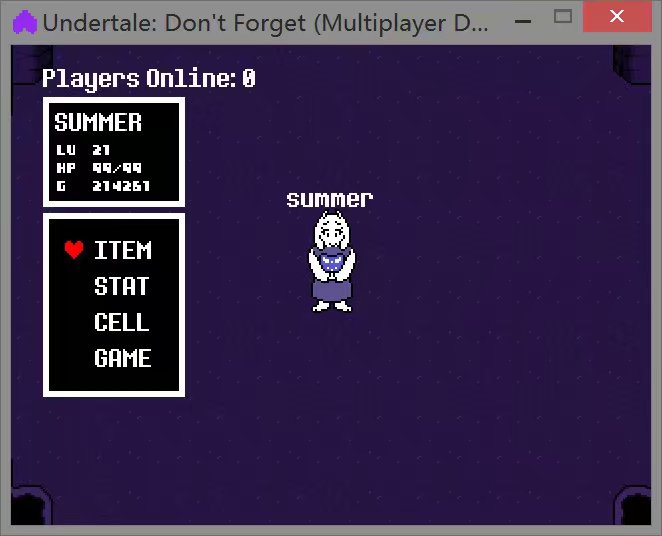 Undertale: Don't Forget (Multiplayer D...
Players Online: 0
SUMMER
LV 21
HP 99/99
G 214261
summer
ITEM
STAT
CELL
GAME